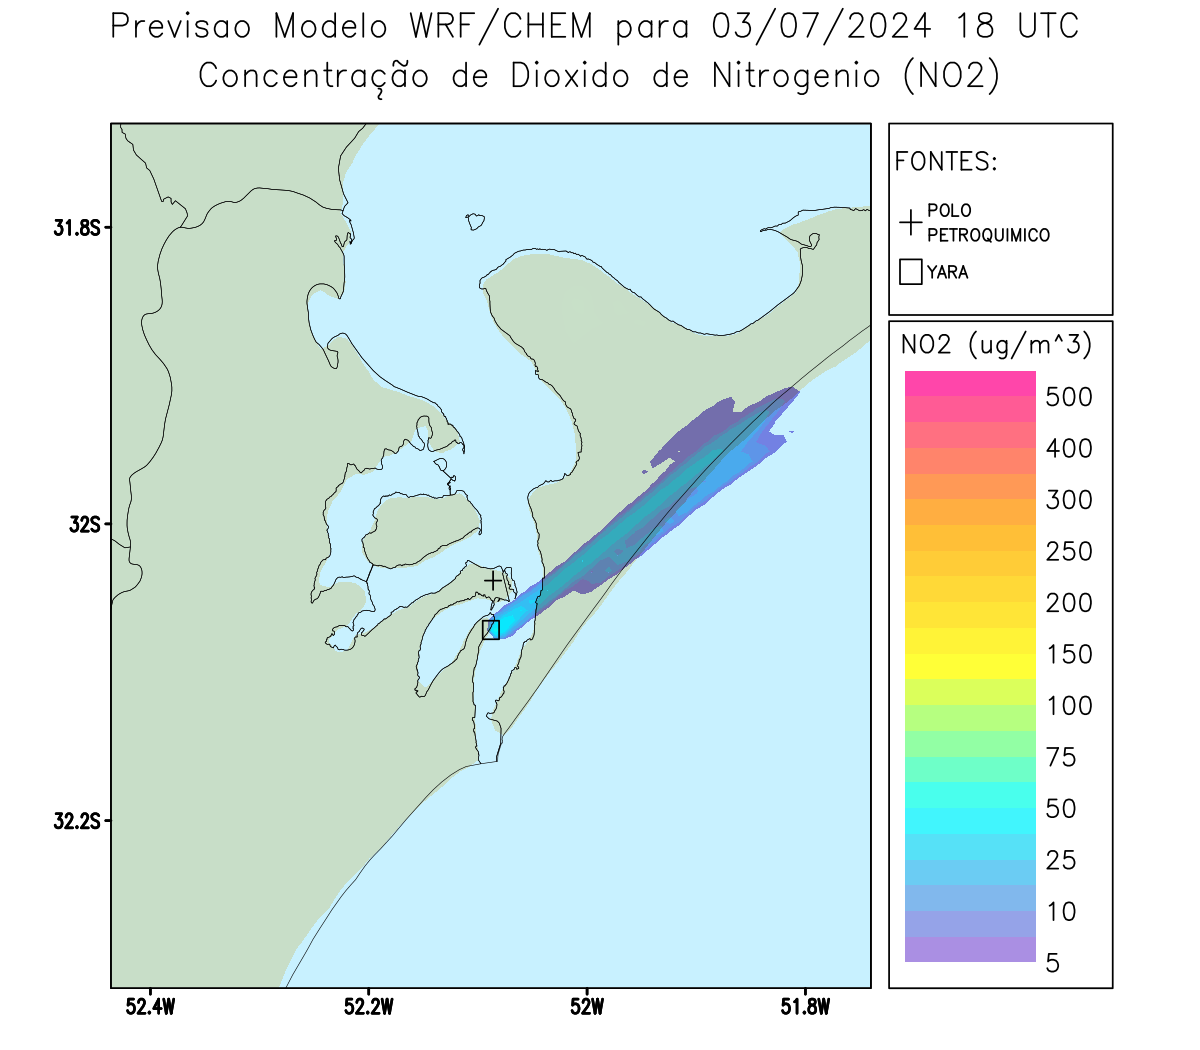 Previsao Modelo WRF/CHEM para 03/07/2024 18 UTC
Concentração de Dioxido de Nitrogenio (NO2)
FONTES:
POLO
PETROQUIMICO
YARA
NO2 (ug/m^3)
500
400
300
250
200
150
100
75
50
25
10
5
31.8S
32S
32.2S
52.4W
52.2W
52W
51.8W